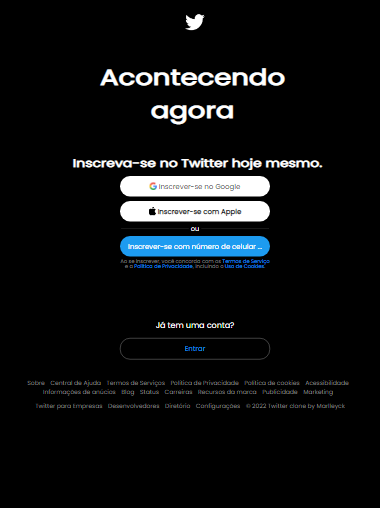 Acontecendo
agora
Inscreva-se no Twitter hoje mesmo.
Inscrever-se no Google
Inscrever-se com Apple
ou
Inscrever-se com número de celular ...
Ao se inscrever, você concorda com os Termos de Serviço
e a Política de Privacidade, incluindo o Uso de Cookies.
Já tem uma conta?
Entrar
Sobre Central de Ajuda Termos de Serviços Política de Privacidade Política de cookies Acessibilidade
Informações de anúcios Blog Status Carreiras Recursos da marca Publicidade Marketing
Twitter para Empresas Desenvolvedores Diretório Configurações © 2022 Twitter clone by Marlleyck